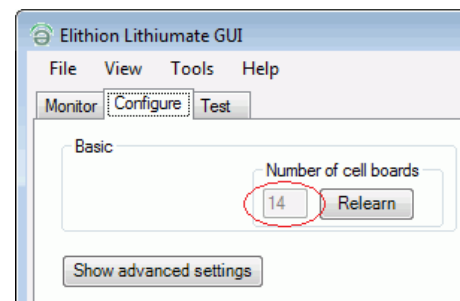 Elithion Lithiumate GUI
File View Tools Help
Monitor Configure Test
Basic
Number of cell boards
14 Relearn
Show advanced settings